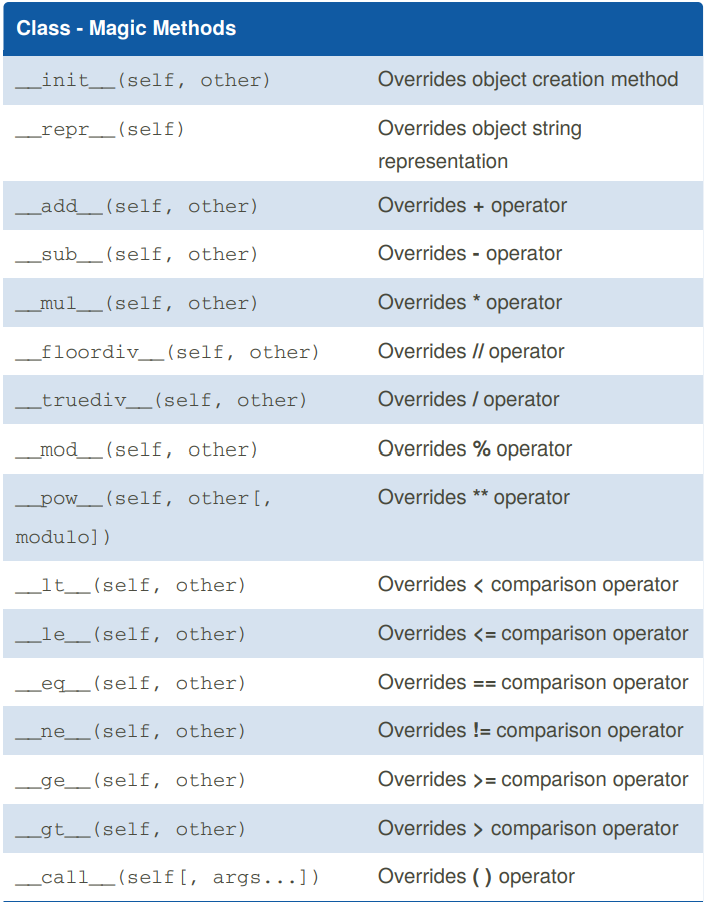 Class - Magic Methods
__init__(self, other) Overrides object creation method
__repr__(self) Overrides object string
representation
__add__(self, other) Overrides + operator
__sub__(self, other) Overrides - operator
__mul__(self, other) Overrides * operator
__floordiv__(self, other) Overrides // operator
__truediv__(self, other) Overrides / operator
__mod__(self, other) Overrides % operator
__pow__(self, other[, Overrides ** operator
modulo])
__lt__(self, other) Overrides < comparison operator
__le__(self, other) Overrides <= comparison operator
__eq__(self, other) Overrides == comparison operator
__ne__(self, other) Overrides != comparison operator
__ge__(self, other) Overrides >= comparison operator
__gt__(self, other) Overrides > comparison operator
__call__(self[, args...]) Overrides ( ) operator